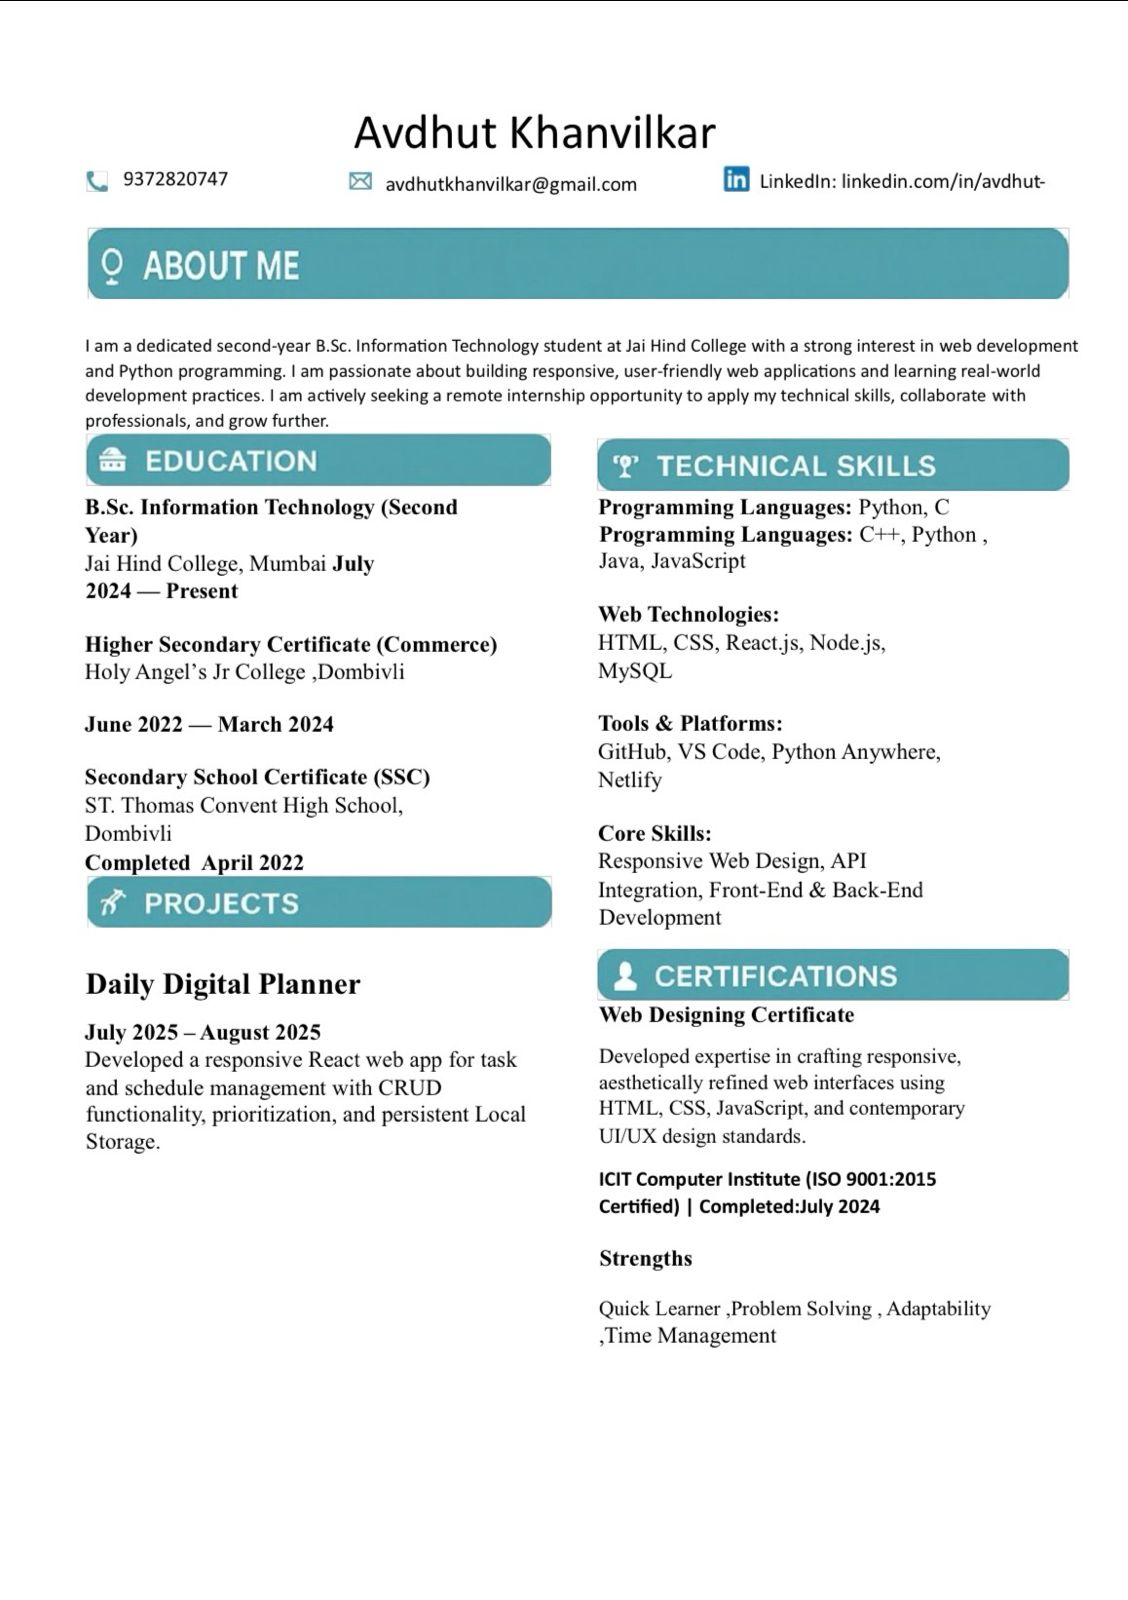 Avdhut Khanvilkar
9372820747
avdhutkhanvilkar@gmail.com
LinkedIn: linkedin.com/in/avdhut-
ABOUT ME
I am a dedicated second-year B.Sc. Information Technology student at Jai Hind College with a strong interest in web development
and Python programming. I am passionate about building responsive, user-friendly web applications and learning real-world
development practices. I am actively seeking a remote internship opportunity to apply my technical skills, collaborate with
professionals, and grow further.
EDUCATION
B.Sc. Information Technology (Second
Year)
Jai Hind College, Mumbai July
2024 — Present
Higher Secondary Certificate (Commerce)
Holy Angel’s Jr College ,Dombivli
June 2022 — March 2024
Secondary School Certificate (SSC)
ST. Thomas Convent High School,
Dombivli
Completed  April 2022
PROJECTS
Daily Digital Planner
July 2025 – August 2025
Developed a responsive React web app for task
and schedule management with CRUD
functionality, prioritization, and persistent Local
Storage.
TECHNICAL SKILLS
Programming Languages: Python, C
Programming Languages: C++, Python ,
Java, JavaScript
Web Technologies:
HTML, CSS, React.js, Node.js,
MySQL
Tools & Platforms:
GitHub, VS Code, Python Anywhere,
Netlify
Core Skills:
Responsive Web Design, API
Integration, Front-End & Back-End
Development
CERTIFICATIONS
Web Designing Certificate
Developed expertise in crafting responsive,
aesthetically refined web interfaces using
HTML, CSS, JavaScript, and contemporary
UI/UX design standards.
ICIT Computer Institute (ISO 9001:2015
Certified) | Completed:July 2024
Strengths
Quick Learner ,Problem Solving , Adaptability
,Time Management